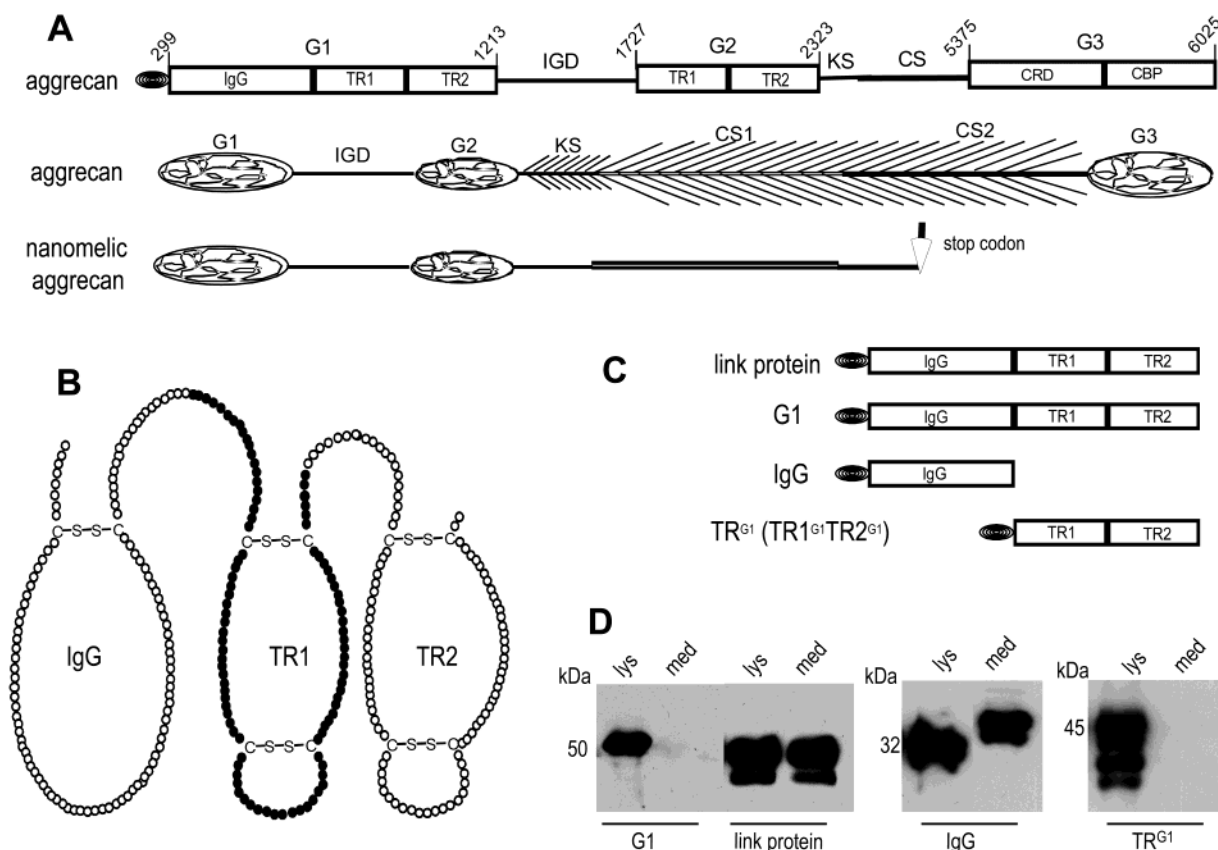 A
299 G1 1213 1727 G2 2323 5375 G3 6025
aggrecan IgG TR1 TR2 IGD TR1 TR2 KS CS CRD CBP
aggrecan G1 IGD G2 KS CS1 CS2 G3
nanomelic
aggrecan
stop codon
B
C-S-S-C C-S-S-C C-S-S-C
IgG TR1 TR2
C-S-S-C C-S-S-C
C
link protein IgG TR1 TR2
G1 IgG TR1 TR2
IgG IgG
TRG1 (TR1G1TR2G1) TR1 TR2
D
kDa lys med lys med
50
G1 link protein
kDa lys med
32
IgG
kDa lys med
45
TRG1